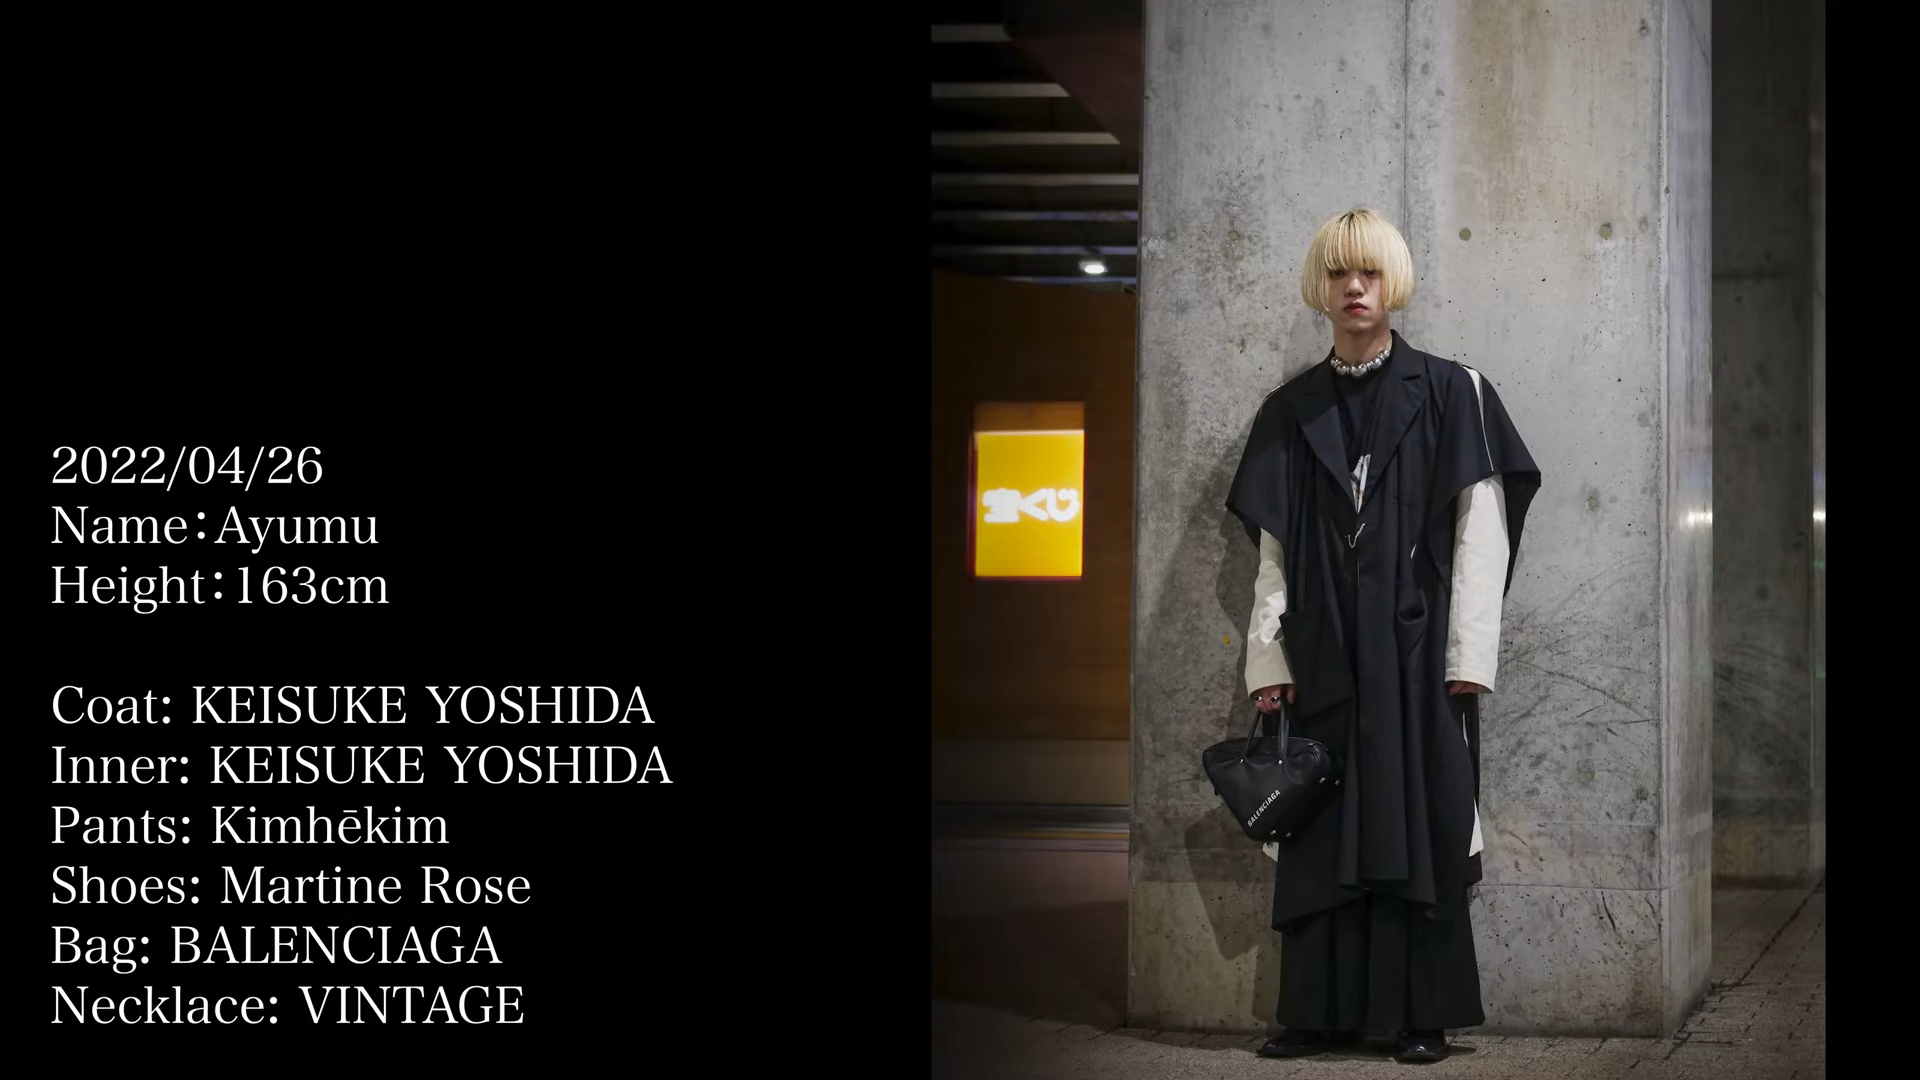 2022/04/26
Name:Ayumu
Height:163cm
Coat: KEISUKE YOSHIDA
Inner: KEISUKE YOSHIDA
Pants: Kimhēkim
Shoes: Martine Rose
Bag: BALENCIAGA
Necklace: VINTAGE
宝くじ
BALENCIAGA